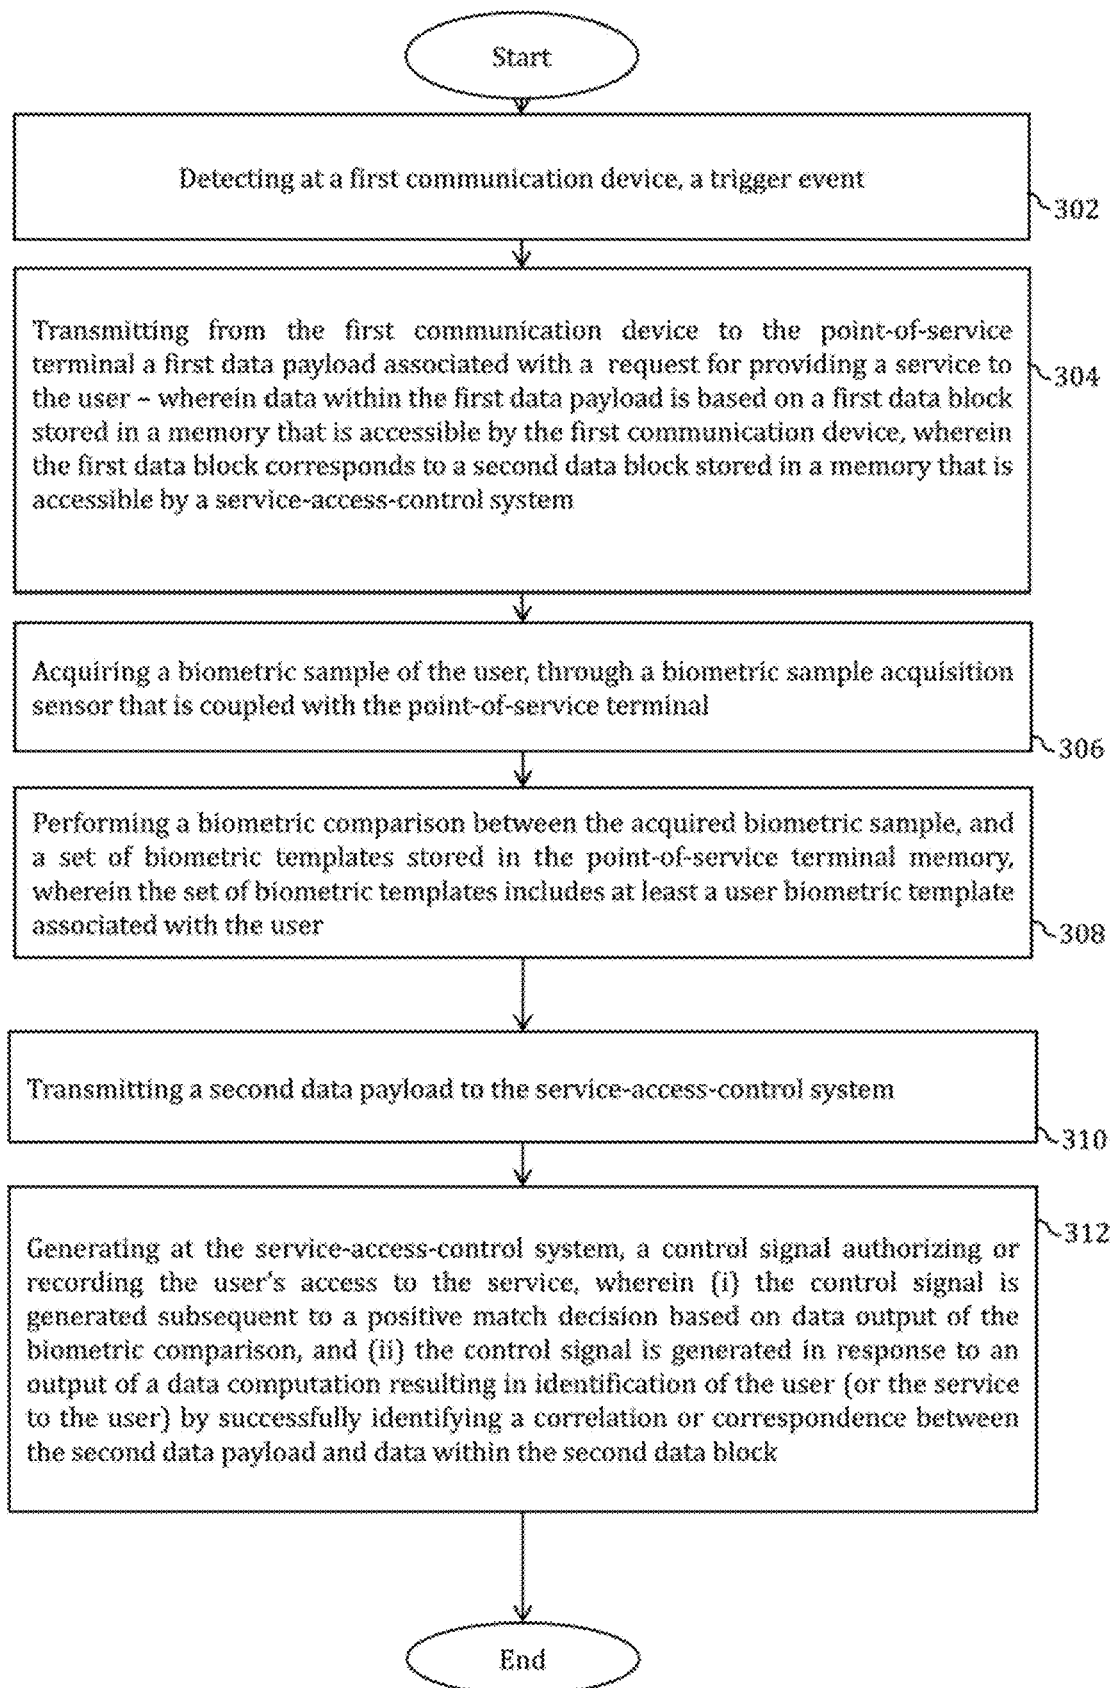 Start
Detecting at a first communication device, a trigger event
302
Transmitting from the first communication device to the point-of-service
terminal a first data payload associated with a request for providing a service to
the user – wherein data within the first data payload is based on a first data block
stored in a memory that is accessible by the first communication device, wherein
the first data block corresponds to a second data block stored in a memory that is
accessible by a service-access-control system
304
Acquiring a biometric sample of the user, through a biometric sample acquisition
sensor that is coupled with the point-of-service terminal
306
Performing a biometric comparison between the acquired biometric sample, and
a set of biometric templates stored in the point-of-service terminal memory,
wherein the set of biometric templates includes at least a user biometric template
associated with the user
308
Transmitting a second data payload to the service-access-control system
310
Generating at the service-access-control system, a control signal authorizing or
recording the user's access to the service, wherein (i) the control signal is
generated subsequent to a positive match decision based on data output of the
biometric comparison, and (ii) the control signal is generated in response to an
output of a data computation resulting in identification of the user (or the service
to the user) by successfully identifying a correlation or correspondence between
the second data payload and data within the second data block
312
End